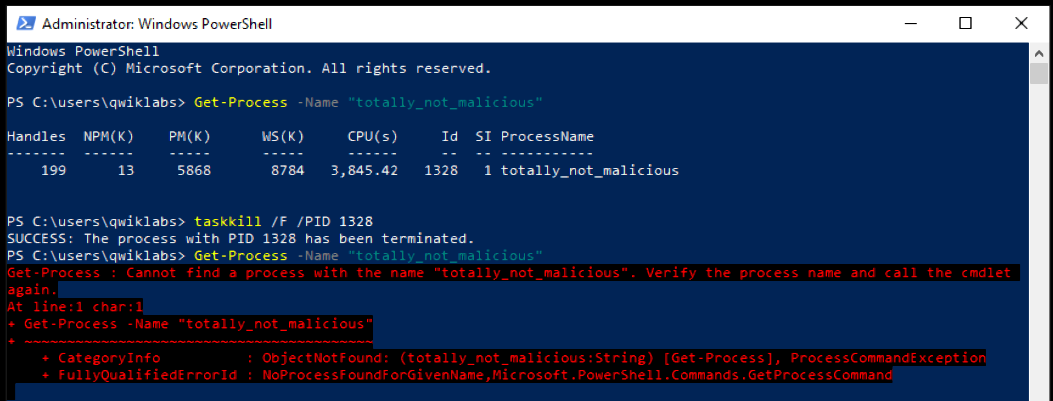 Administrator: Windows PowerShell
Windows PowerShell
Copyright (C) Microsoft Corporation. All rights reserved.
PS C:\users\qwiklabs> Get-Process -Name "totally_not_malicious"
Handles  NPM(K)    PM(K)      WS(K)     CPU(s)     Id  SI ProcessName
-------  ------    -----      -----     ------     --  -- -----------
    199      13     5868       8784   3,845.42   1328   1 totally_not_malicious
PS C:\users\qwiklabs> taskkill /F /PID 1328
SUCCESS: The process with PID 1328 has been terminated.
PS C:\users\qwiklabs> Get-Process -Name "totally_not_malicious"
Get-Process : Cannot find a process with the name "totally_not_malicious". Verify the process name and call the cmdlet
again.
At line:1 char:1
+ Get-Process -Name "totally_not_malicious"
+ ~~~~~~~~~~~~~~~~~~~~~~~~~~~~~~~~~~~~~~~~~
    + CategoryInfo          : ObjectNotFound: (totally_not_malicious:String) [Get-Process], ProcessCommandException
    + FullyQualifiedErrorId : NoProcessFoundForGivenName,Microsoft.PowerShell.Commands.GetProcessCommand